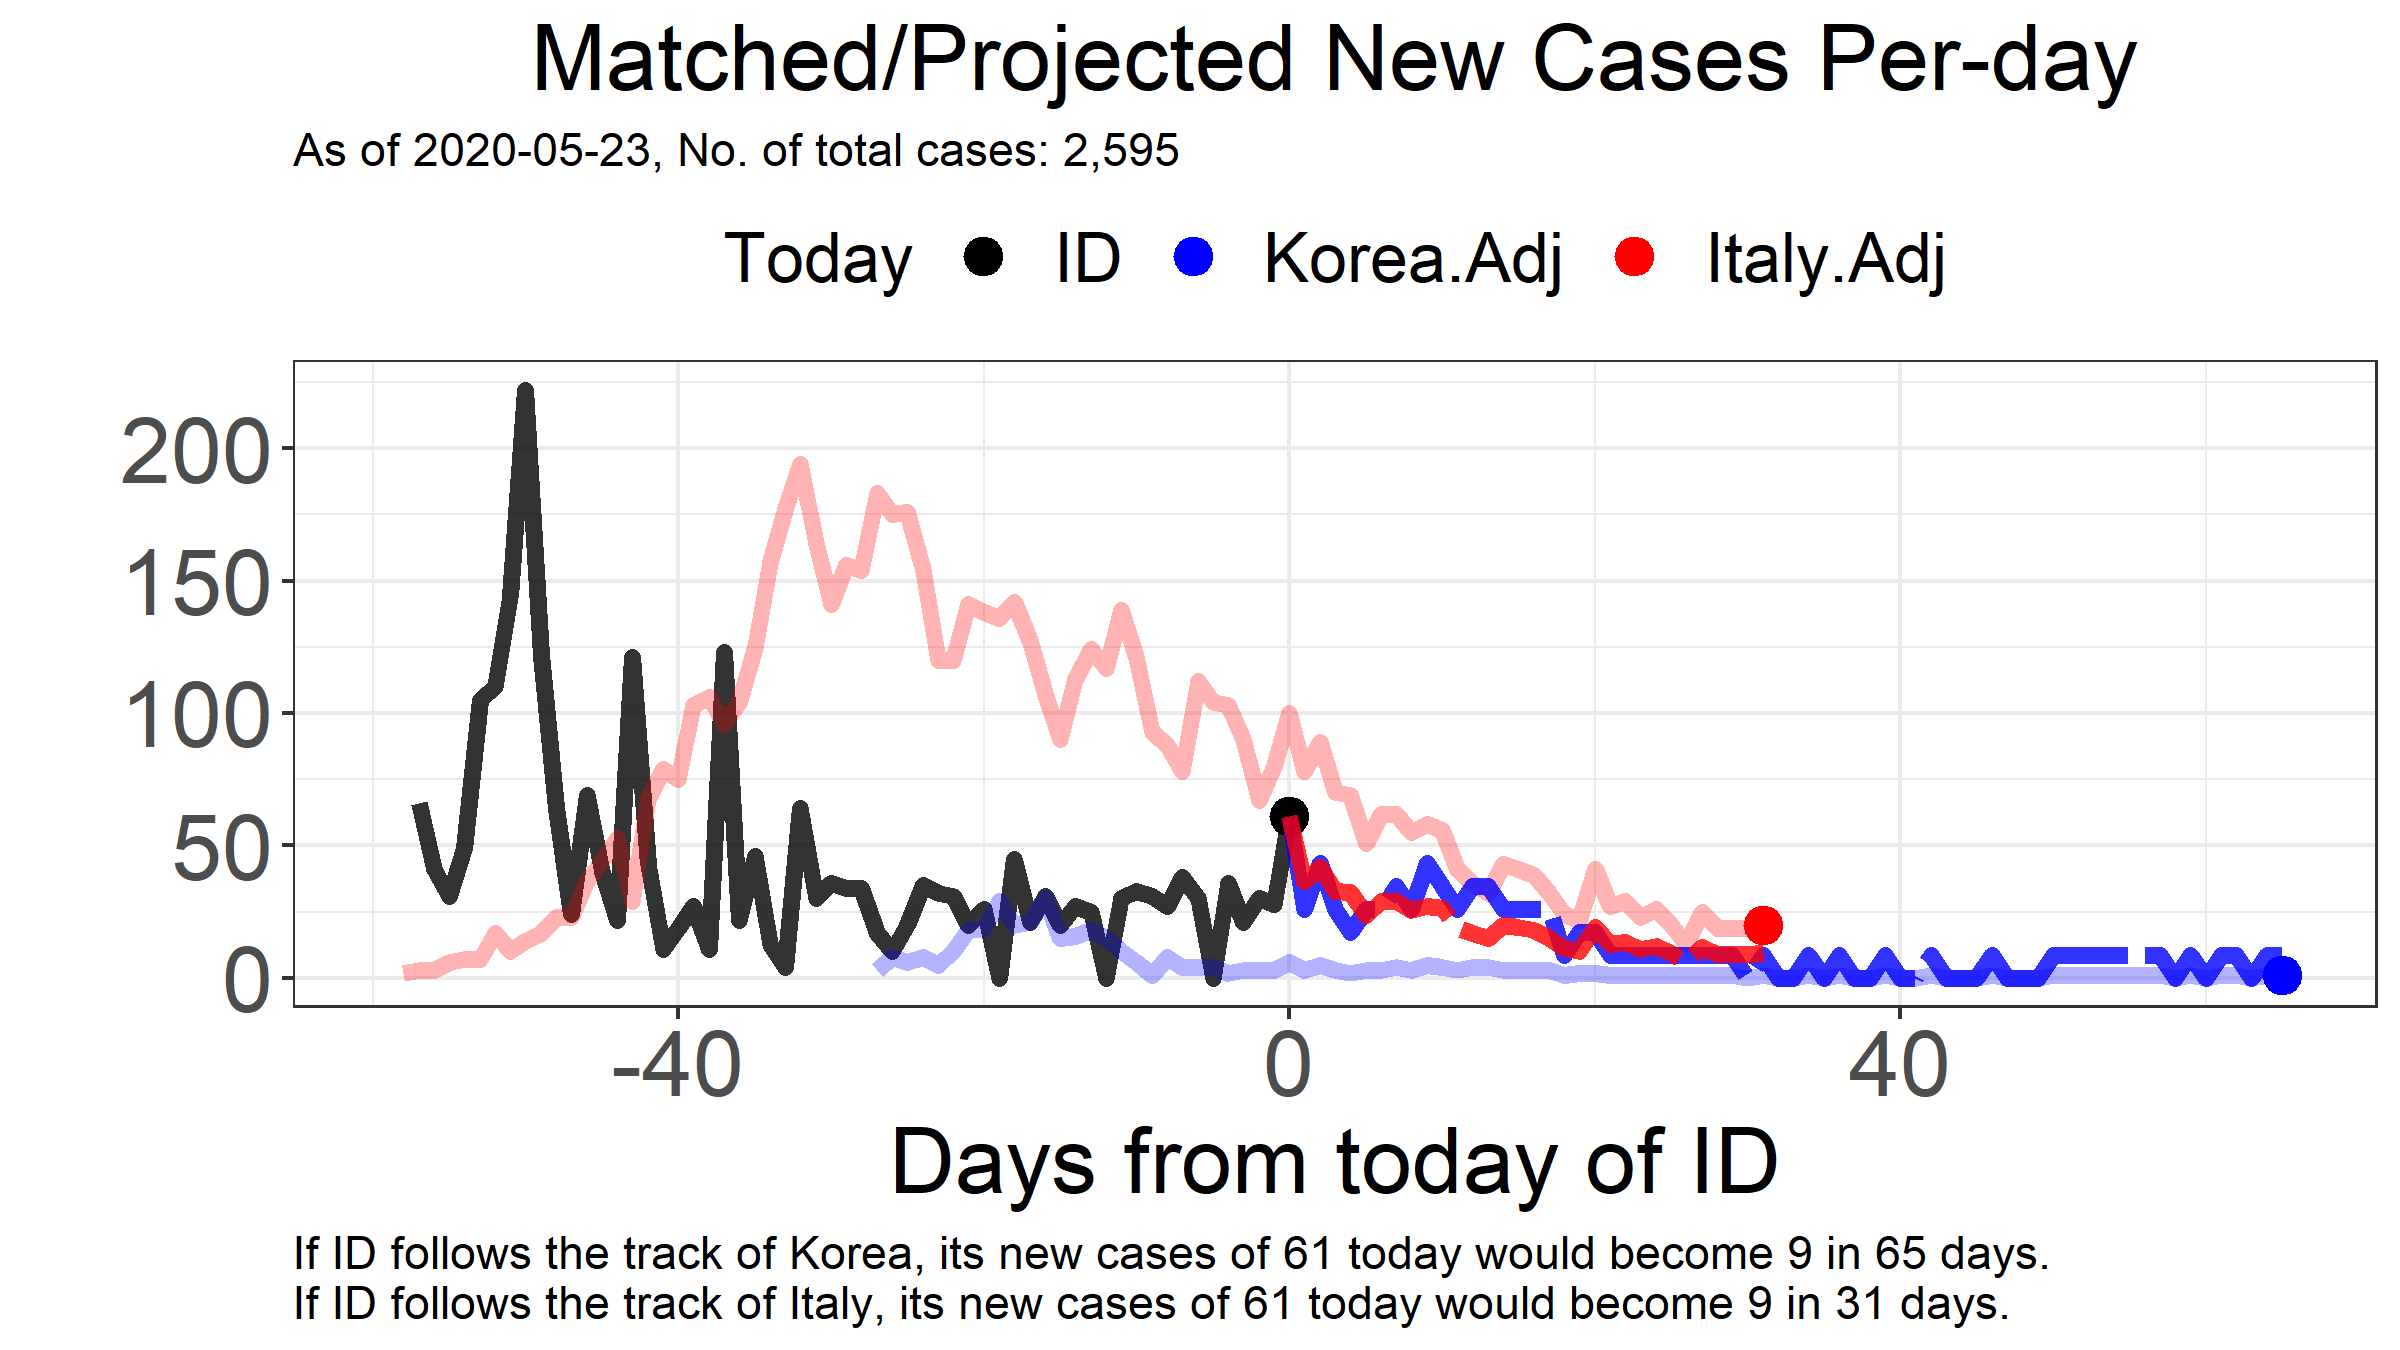 Matched/Projected New Cases Per-day
As of 2020-05-23, No. of total cases: 2,595
Today ID Korea.Adj Italy.Adj
200
150
100
50
0
-40 0 40
Days from today of ID
If ID follows the track of Korea, its new cases of 61 today would become 9 in 65 days.
If ID follows the track of Italy, its new cases of 61 today would become 9 in 31 days.